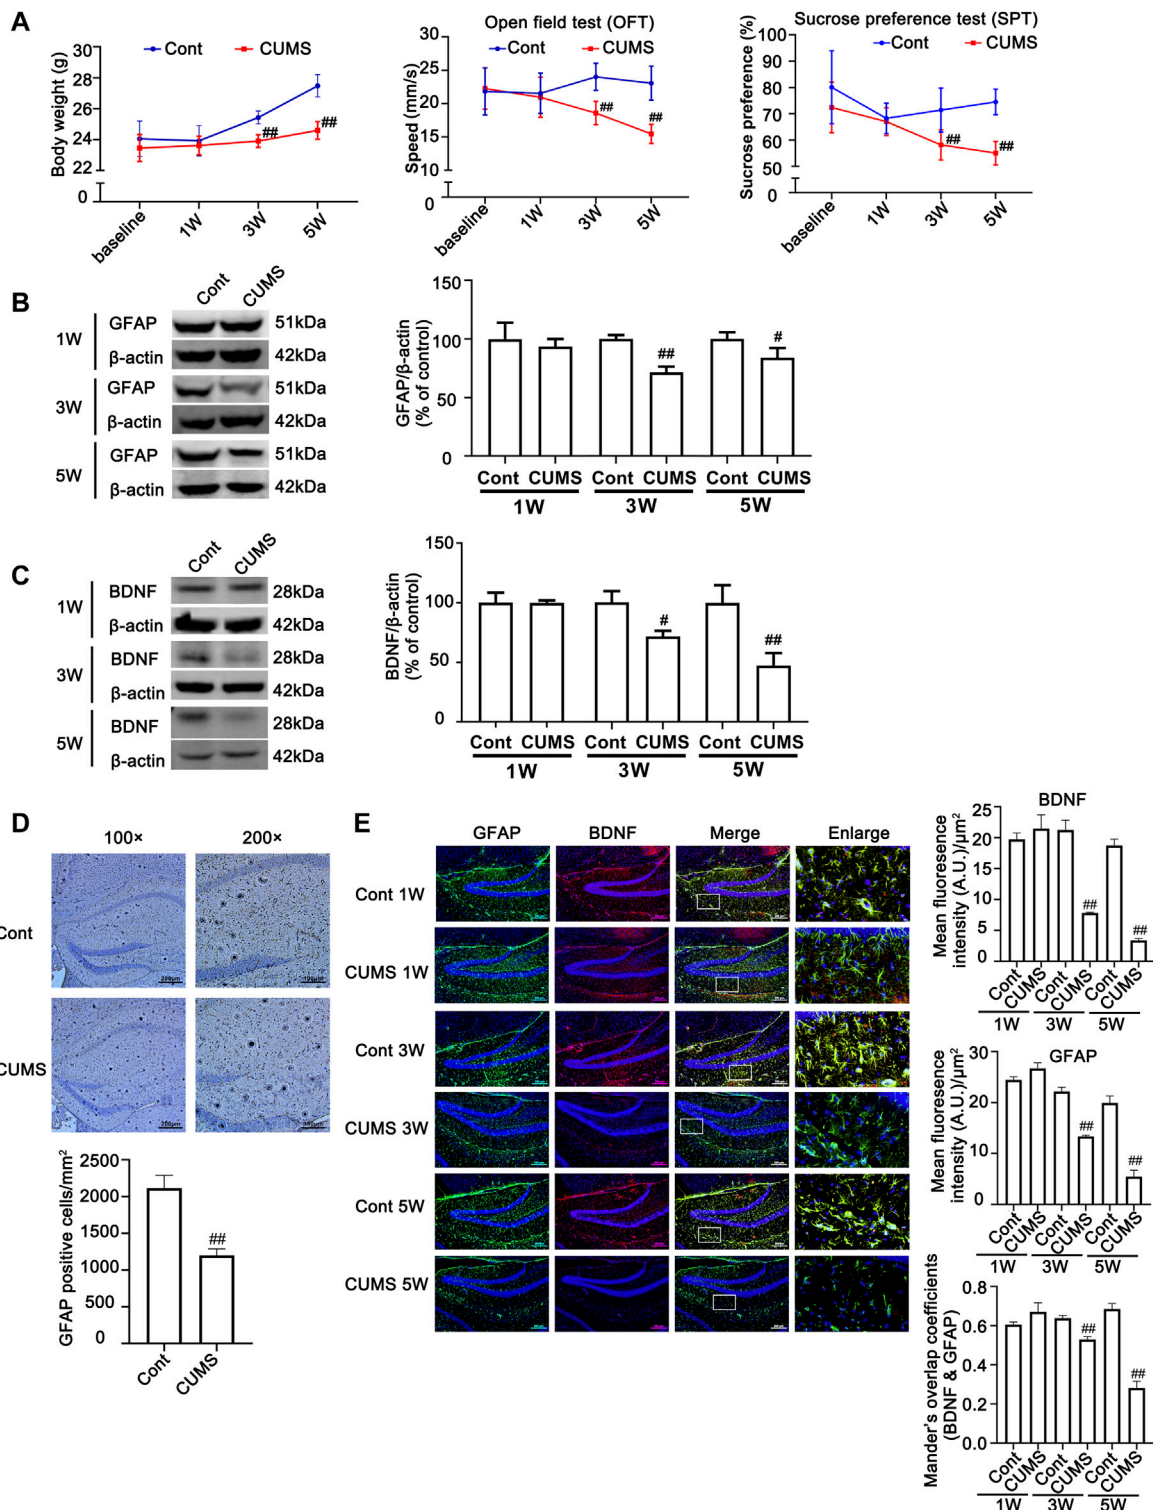 A
Body weight (g)
Cont CUMS
30
28
26
24
22
0
##
##
baseline 1W 3W 5W
Open field test (OFT)
Speed (mm/s)
Cont CUMS
30
25
20
15
10
0
##
##
baseline 1W 3W 5W
Sucrose preference test (SPT)
Sucrose preference (%)
Cont CUMS
100
90
80
70
60
50
0
##
##
baseline 1W 3W 5W
B
Cont CUMS
1W
GFAP 51kDa
β-actin 42kDa
3W
GFAP 51kDa
β-actin 42kDa
5W
GFAP 51kDa
β-actin 42kDa
GFAP/β-actin
(% of control)
150
100
50
0
##
#
Cont CUMS Cont CUMS Cont CUMS
1W 3W 5W
C
Cont CUMS
1W
BDNF 28kDa
β-actin 42kDa
3W
BDNF 28kDa
β-actin 42kDa
5W
BDNF 28kDa
β-actin 42kDa
BDNF/β-actin
(% of control)
150
100
50
0
#
##
Cont CUMS Cont CUMS Cont CUMS
1W 3W 5W
D
100× 200×
Cont
200μm 100μm
CUMS
200μm 100μm
GFAP positive cells/mm²
2500
2000
1500
1000
500
0
##
Cont CUMS
E
GFAP BDNF Merge Enlarge
Cont 1W
CUMS 1W
Cont 3W
CUMS 3W
Cont 5W
CUMS 5W
BDNF
Mean fluoresence
intensity (A.U.)/μm²
25
20
15
10
5
0
##
##
Cont CUMS Cont CUMS Cont CUMS
1W 3W 5W
GFAP
Mean fluoresence
intensity (A.U.)/μm²
30
20
10
0
##
##
Cont CUMS Cont CUMS Cont CUMS
1W 3W 5W
Mander's overlap coefficients
(BDNF & GFAP)
0.8
0.6
0.4
0.2
0.0
##
##
Cont CUMS Cont CUMS Cont CUMS
1W 3W 5W